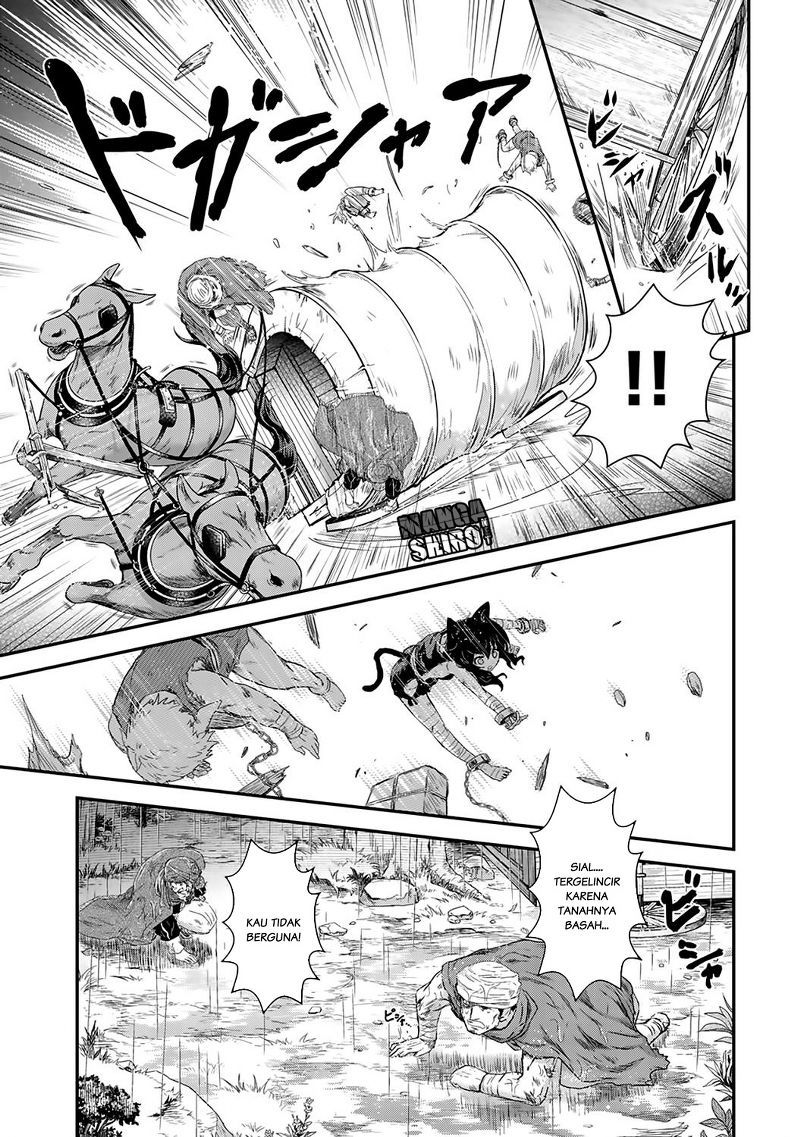 ビシャ
ズルッ
!!
ドガシャア
MANGA
SHIRO
SIAL....
TERGELINCIR
KARENA
TANAHNYA
BASAH...
ビシャ
KAU TIDAK
BERGUNA!
ピシャ…